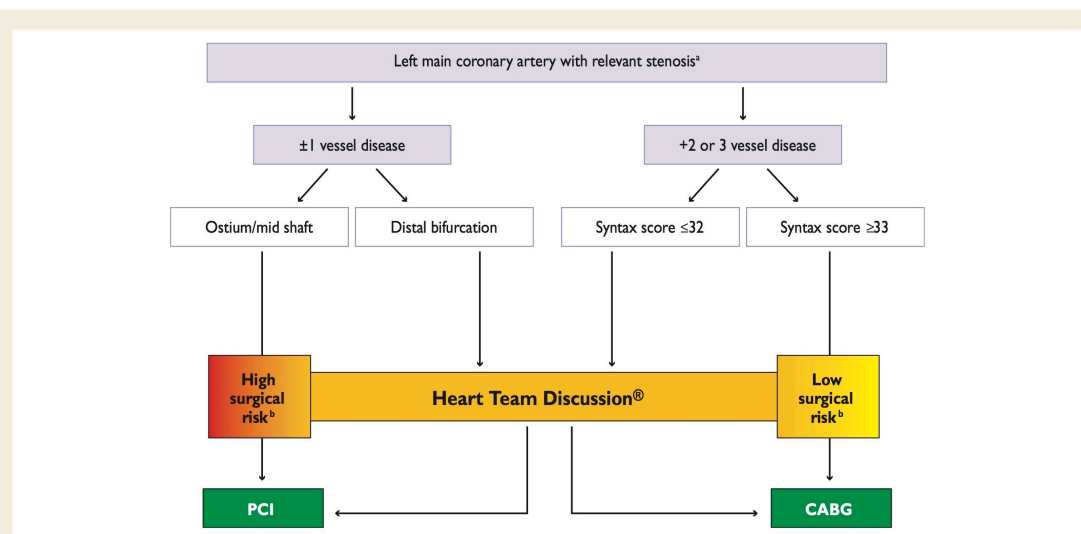 Left main coronary artery with relevant stenosisᵃ
±1 vessel disease
+2 or 3 vessel disease
Ostium/mid shaft
Distal bifurcation
Syntax score ≤32
Syntax score ≥33
High
surgical
riskᵇ
Heart Team Discussion®
Low
surgical
riskᵇ
PCI
CABG